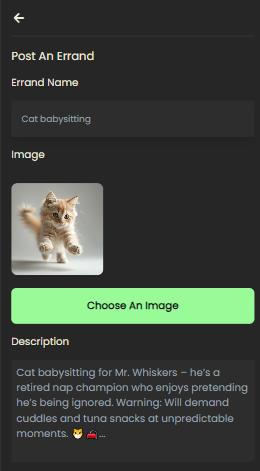 Post An Errand
Errand Name
Cat babysitting
Image
Choose An Image
Description
Cat babysitting for Mr. Whiskers – he's a
retired nap champion who enjoys pretending
he's being ignored. Warning: Will demand
cuddles and tuna snacks at unpredictable
moments. 🐱 🚗 ...